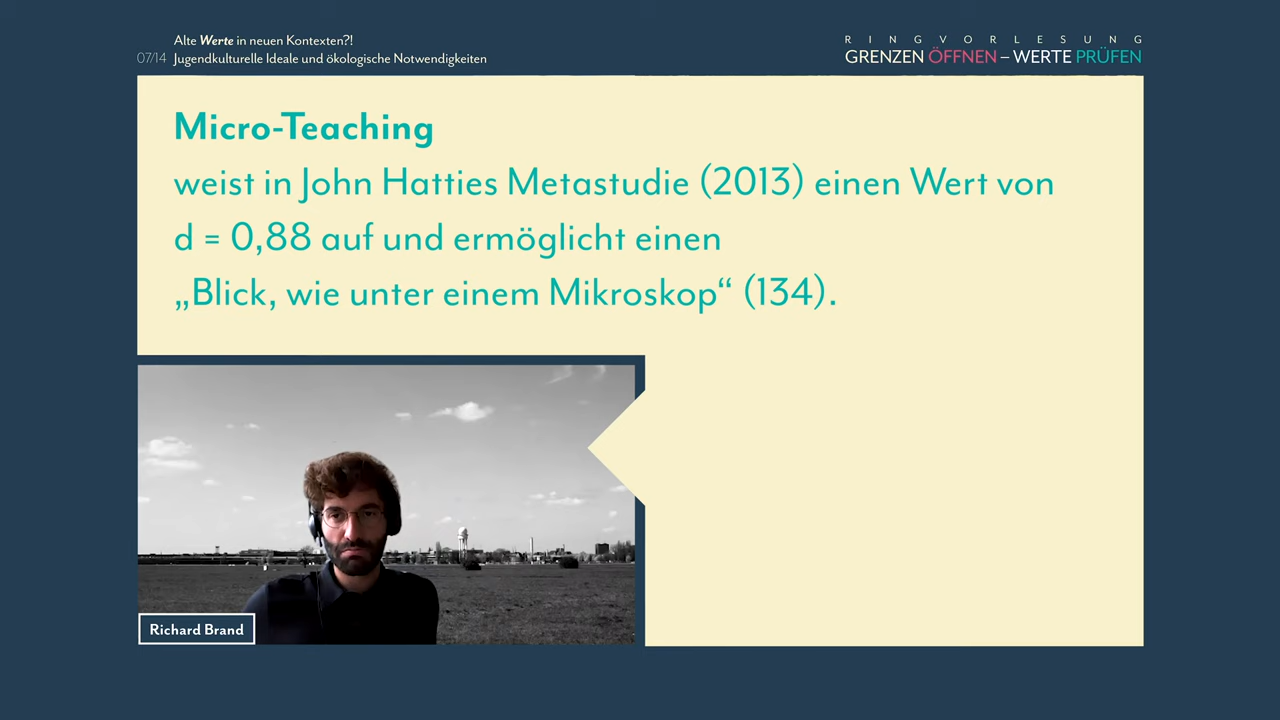 Alte Werte in neuen Kontexten?!
07/14 Jugendkulturelle Ideale und ökologische Notwendigkeiten
RINGVORLESUNG
GRENZEN ÖFFNEN – WERTE PRÜFEN
Micro-Teaching
weist in John Hatties Metastudie (2013) einen Wert von
d = 0,88 auf und ermöglicht einen
„Blick, wie unter einem Mikroskop“ (134).
Richard Brand